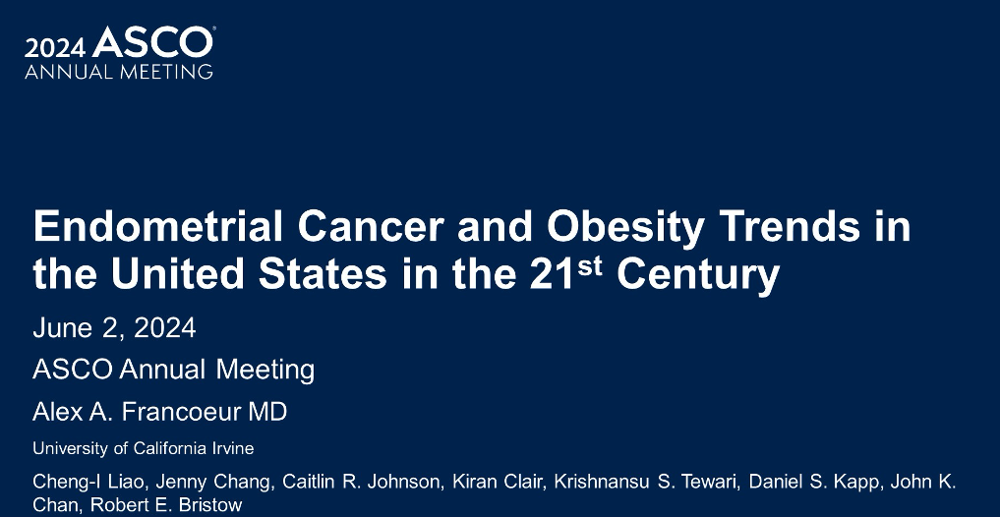 2024 ASCO®
ANNUAL MEETING
Endometrial Cancer and Obesity Trends in
the United States in the 21st Century
June 2, 2024
ASCO Annual Meeting
Alex A. Francoeur MD
University of California Irvine
Cheng-I Liao, Jenny Chang, Caitlin R. Johnson, Kiran Clair, Krishnansu S. Tewari, Daniel S. Kapp, John K.
Chan, Robert E. Bristow